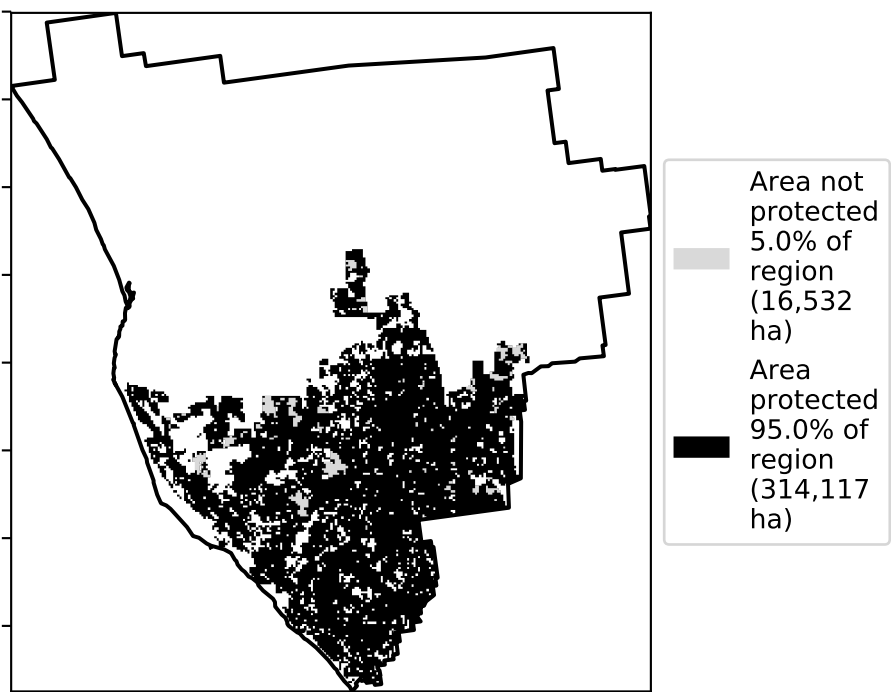 Area not
protected
5.0% of
region
(16,532
ha)
Area
protected
95.0% of
region
(314,117
ha)